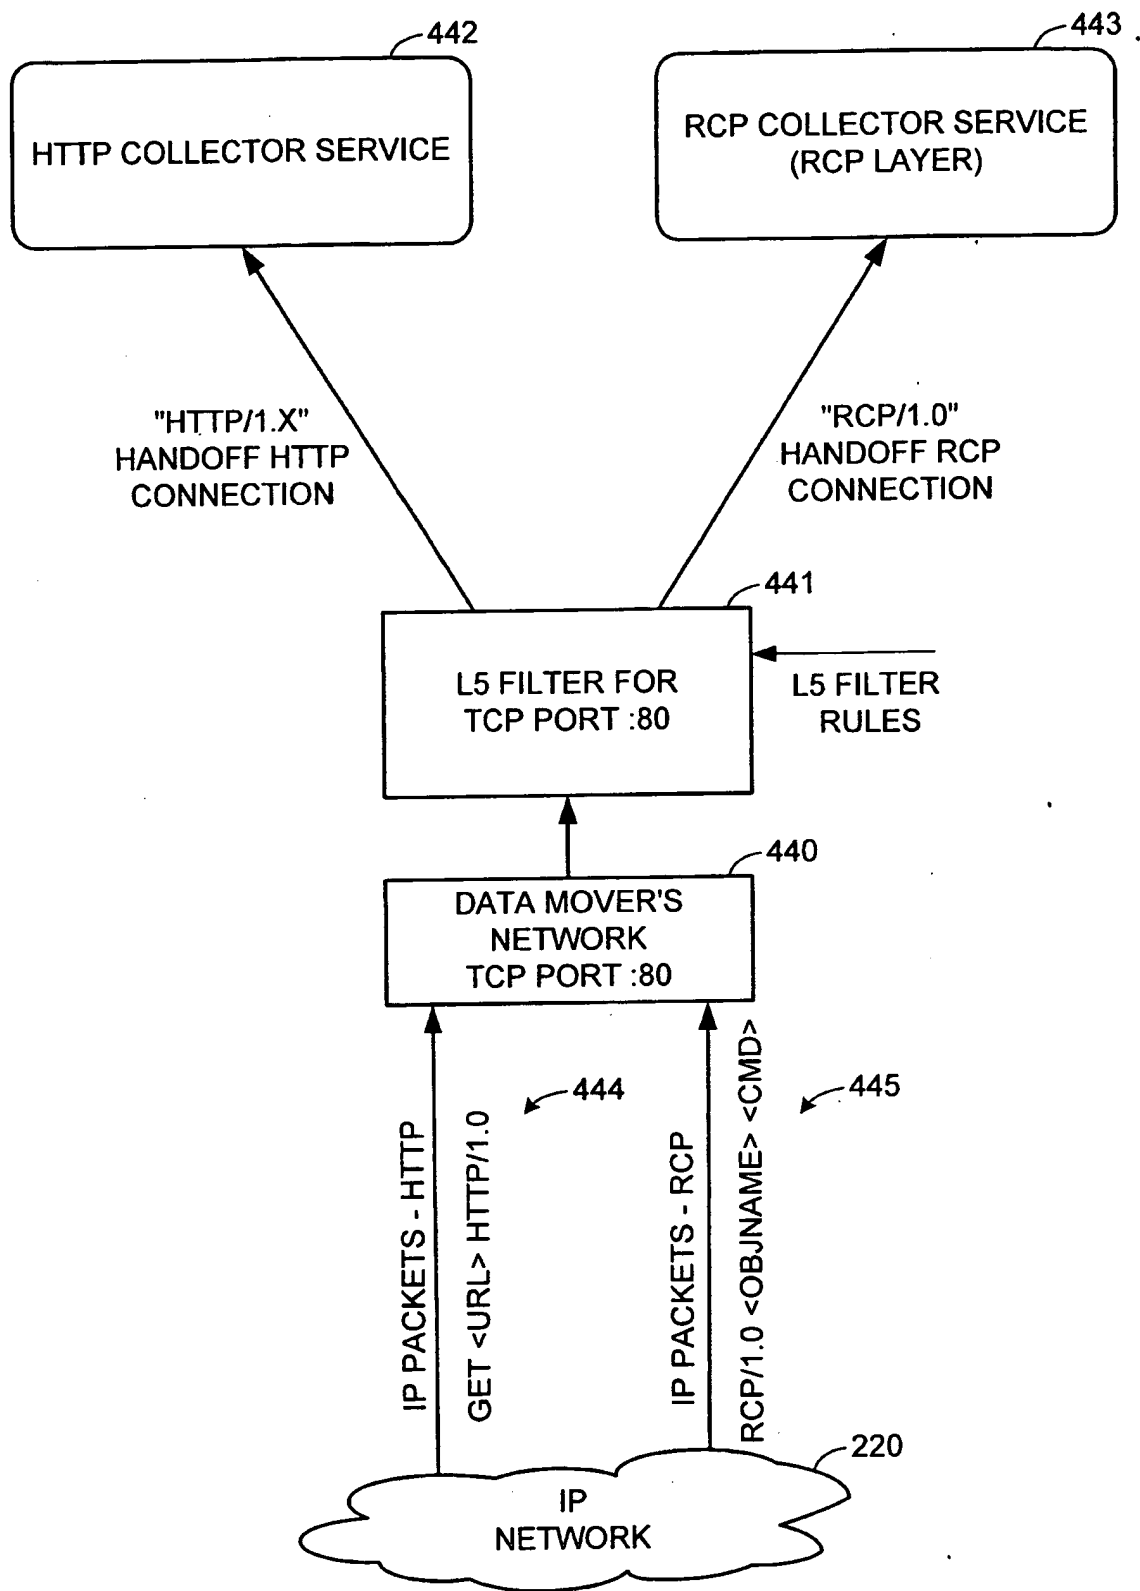 442
443
HTTP COLLECTOR SERVICE
RCP COLLECTOR SERVICE
(RCP LAYER)
"HTTP/1.X"
HANDOFF HTTP
CONNECTION
"RCP/1.0"
HANDOFF RCP
CONNECTION
441
L5 FILTER FOR
TCP PORT :80
L5 FILTER
RULES
440
DATA MOVER'S
NETWORK
TCP PORT :80
444
445
IP PACKETS - HTTP
GET <URL> HTTP/1.0
IP PACKETS - RCP
RCP/1.0 <OBJNAME> <CMD>
220
IP
NETWORK